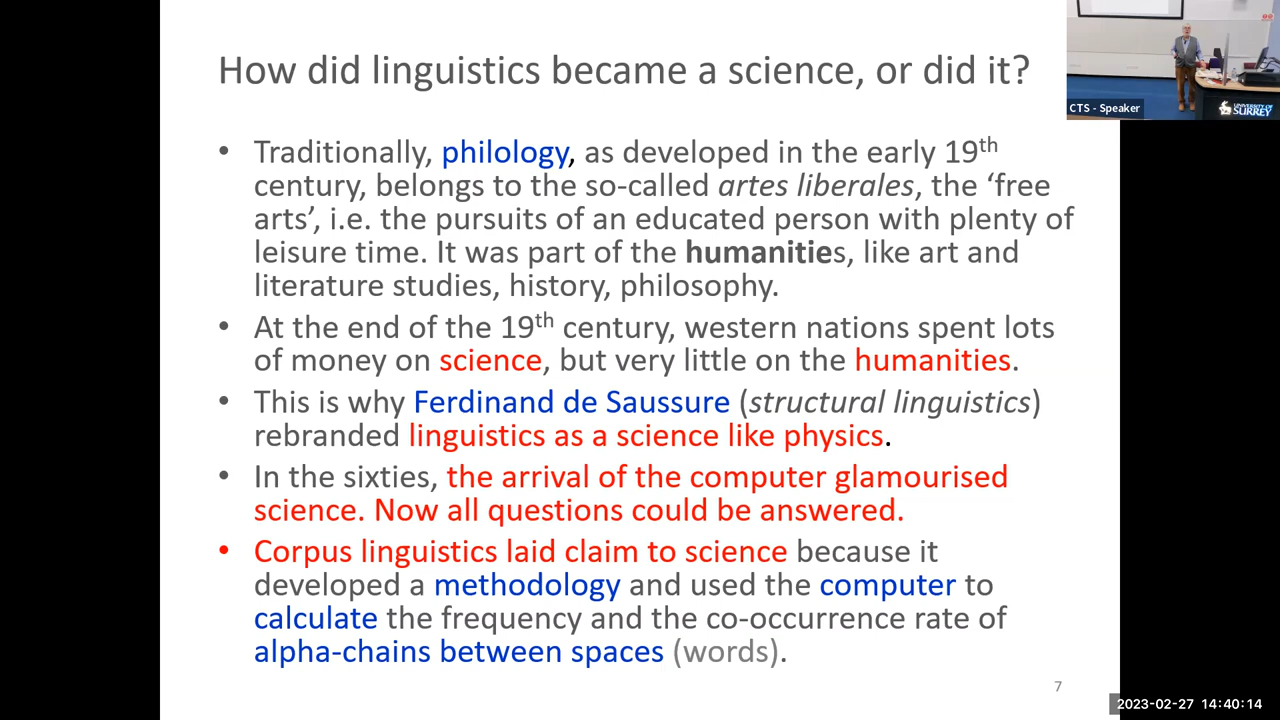 How did linguistics became a science, or did it?
• Traditionally, philology, as developed in the early 19th
century, belongs to the so-called artes liberales, the ‘free
arts’, i.e. the pursuits of an educated person with plenty of
leisure time. It was part of the humanities, like art and
literature studies, history, philosophy.
• At the end of the 19th century, western nations spent lots
of money on science, but very little on the humanities.
• This is why Ferdinand de Saussure (structural linguistics)
rebranded linguistics as a science like physics.
• In the sixties, the arrival of the computer glamourised
science. Now all questions could be answered.
• Corpus linguistics laid claim to science because it
developed a methodology and used the computer to
calculate the frequency and the co-occurrence rate of
alpha-chains between spaces (words).
7
CTS - Speaker
UNIVERSITY OF
SURREY
2023-02-27 14:40:14